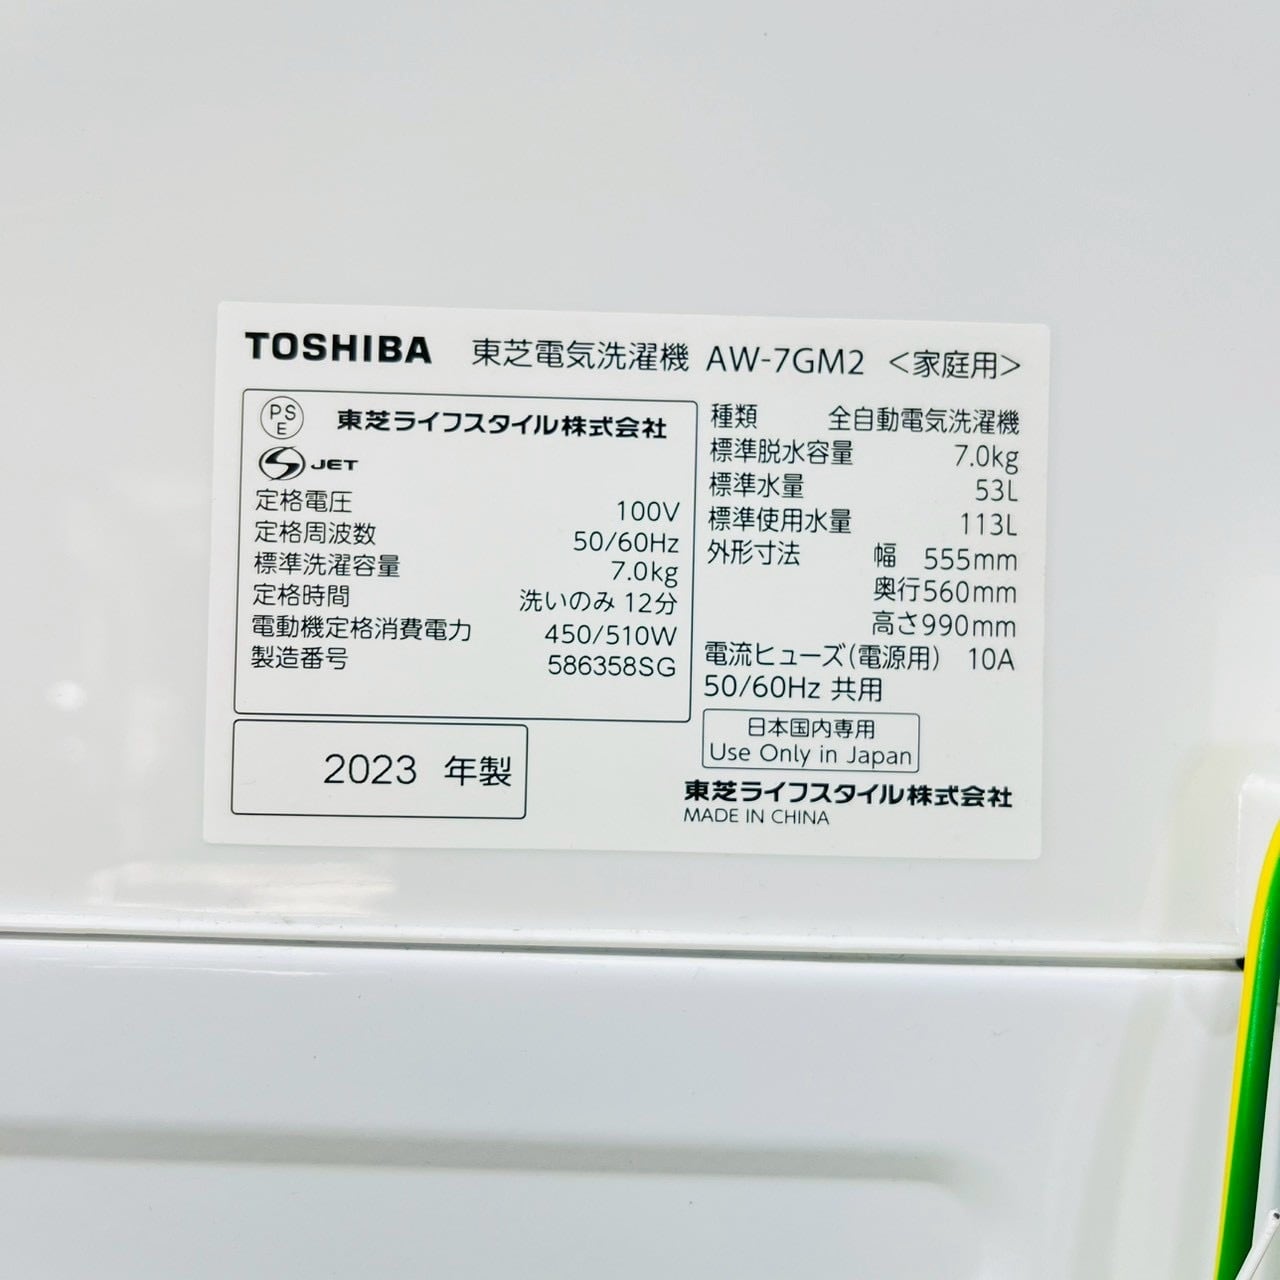 TOSHIBA 東芝電気洗濯機 AW-7GM2 <家庭用>
PS
E
東芝ライフスタイル株式会社
S JET
定格電圧 100V
定格周波数 50/60Hz
標準洗濯容量 7.0kg
定格時間 洗いのみ 12分
電動機定格消費電力 450/510W
製造番号 586358SG
2023 年製
種類 全自動電気洗濯機
標準脱水容量 7.0kg
標準水量 53L
標準使用水量 113L
外形寸法 幅 555mm
奥行560mm
高さ990mm
電流ヒューズ(電源用) 10A
50/60Hz 共用
日本国内専用
Use Only in Japan
東芝ライフスタイル株式会社
MADE IN CHINA